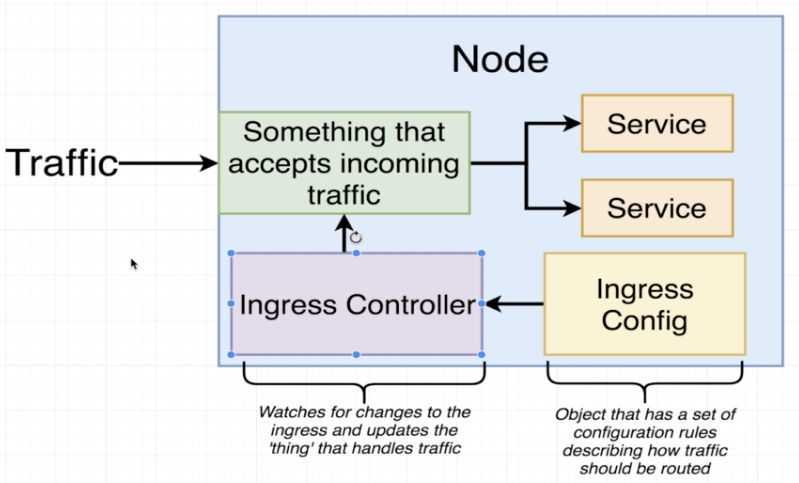 Node
Traffic
Something that
accepts incoming
traffic
Service
Service
Ingress Controller
Ingress
Config
Watches for changes to the
ingress and updates the
'thing' that handles traffic
Object that has a set of
configuration rules
describing how traffic
should be routed